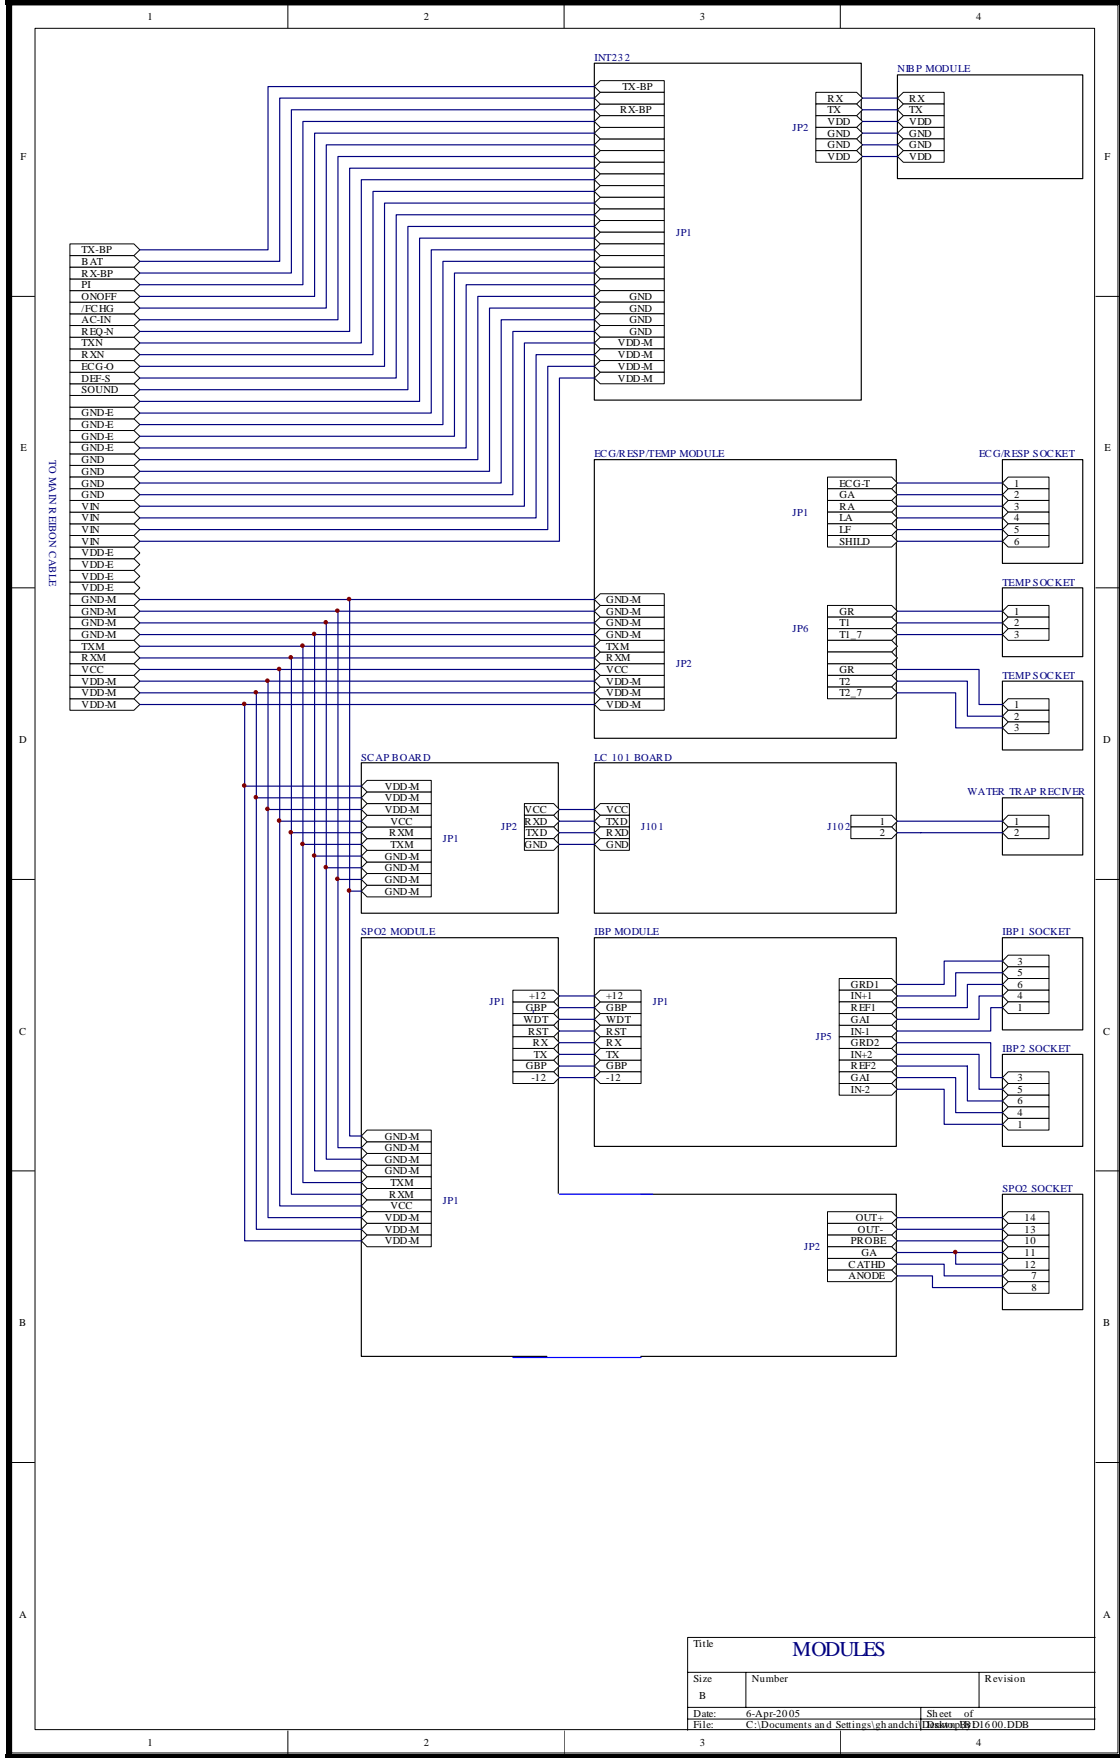 1 2 3 4
INT232
NIBP MODULE
TX-BP
RX-BP
JP1
GND
GND
GND
GND
VDD-M
VDD-M
VDD-M
VDD-M
JP2
RX
TX
VDD
GND
GND
VDD
RX
TX
VDD
GND
GND
VDD
F
F
TX-BP
BAT
RX-BP
PI
ONOFF
/FCHG
AC-IN
REQ-N
TXN
RXN
ECG-O
DEF-S
SOUND
GND-E
GND-E
GND-E
GND-E
GND
GND
GND
GND
VIN
VIN
VIN
VIN
VDD-E
VDD-E
VDD-E
VDD-E
GND-M
GND-M
GND-M
GND-M
TXM
RXM
VCC
VDD-M
VDD-M
VDD-M
TO MAIN REIBON CABLE
E
E
ECG/RESP/TEMP MODULE
JP1
ECG-T
GA
RA
LA
LF
SHILD
ECG/RESP SOCKET
1
2
3
4
5
6
GND-M
GND-M
GND-M
GND-M
TXM
RXM
VCC
VDD-M
VDD-M
VDD-M
JP2
JP6
GR
T1
T1_7
GR
T2
T2_7
TEMP SOCKET
1
2
3
TEMP SOCKET
1
2
3
D
D
SCAP BOARD
VDD-M
VDD-M
VDD-M
VCC
RXM
TXM
GND-M
GND-M
GND-M
GND-M
JP1
JP2
VCC
RXD
TXD
GND
LC 101 BOARD
VCC
TXD
RXD
GND
J101
J102
1
2
WATER TRAP RECIVER
1
2
SPO2 MODULE
JP1
+12
GBP
WDT
RST
RX
TX
GBP
-12
IBP MODULE
+12
GBP
WDT
RST
RX
TX
GBP
-12
JP1
JP5
GRD1
IN+1
REF1
GAI
IN-1
GRD2
IN+2
REF2
GAI
IN-2
IBP1 SOCKET
3
5
6
4
1
IBP2 SOCKET
3
5
6
4
1
C
C
GND-M
GND-M
GND-M
GND-M
TXM
RXM
VCC
VDD-M
VDD-M
VDD-M
JP1
JP2
OUT+
OUT-
PROBE
GA
CATHD
ANODE
SPO2 SOCKET
14
13
10
11
12
7
8
B
B
A
A
Title MODULES
Size Number Revision
B
Date: 6-Apr-2005 Sheet of
File: C:\Documents and Settings\ghandchi\
1 2 3 4